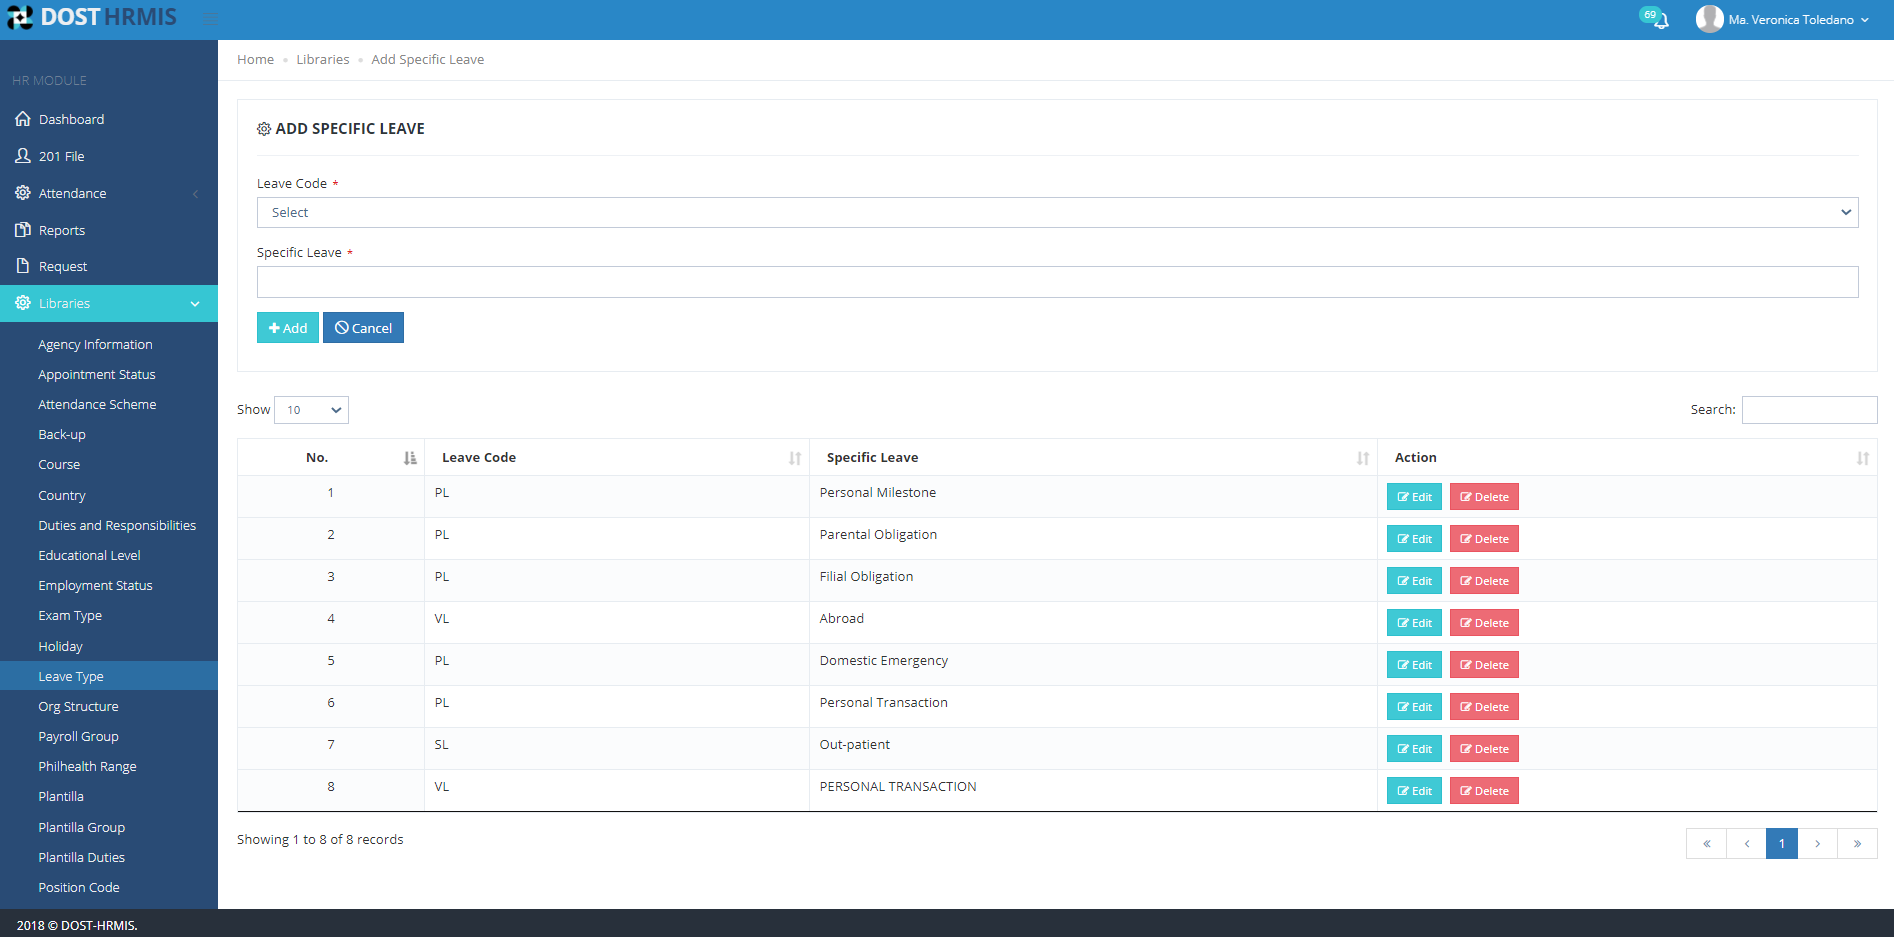 DOST HRMIS
69
Ma. Veronica Toledano
HR MODULE
Dashboard
201 File
Attendance
Reports
Request
Libraries
Agency Information
Appointment Status
Attendance Scheme
Back-up
Course
Country
Duties and Responsibilities
Educational Level
Employment Status
Exam Type
Holiday
Leave Type
Org Structure
Payroll Group
Philhealth Range
Plantilla
Plantilla Group
Plantilla Duties
Position Code
Home • Libraries • Add Specific Leave
ADD SPECIFIC LEAVE
Leave Code *
Select
Specific Leave *
Add Cancel
Show 10 Search:
No. Leave Code Specific Leave Action
1 PL Personal Milestone Edit Delete
2 PL Parental Obligation Edit Delete
3 PL Filial Obligation Edit Delete
4 VL Abroad Edit Delete
5 PL Domestic Emergency Edit Delete
6 PL Personal Transaction Edit Delete
7 SL Out-patient Edit Delete
8 VL PERSONAL TRANSACTION Edit Delete
Showing 1 to 8 of 8 records « ‹ 1 › »
2018 © DOST-HRMIS.